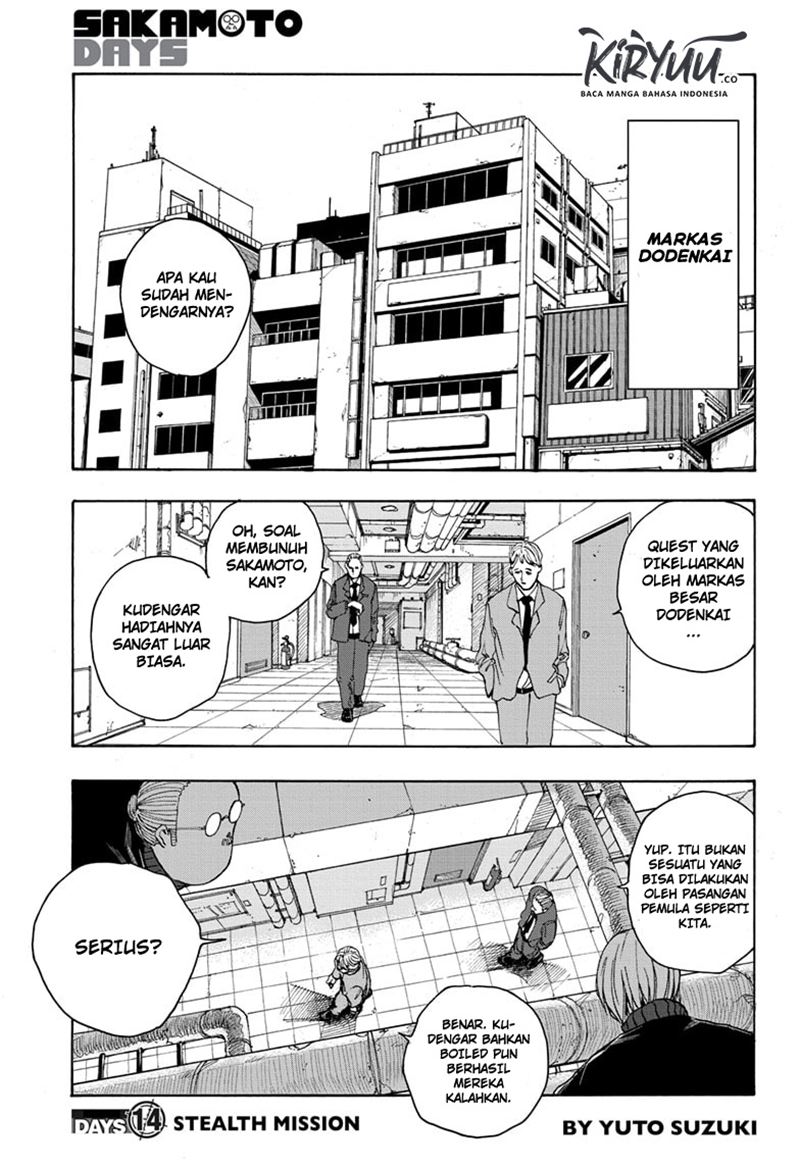 SAKAMOTO
DAYS
KIRYUU.CO
BACA MANGA BAHASA INDONESIA
MARKAS
DODENKAI
APA KAU
SUDAH MEN-
DENGARNYA?
QUEST YANG
DIKELUARKAN
OLEH MARKAS
BESAR
DODENKAI
...
OH, SOAL
MEMBUNUH
SAKAMOTO,
KAN?
KUDENGAR
HADIAHNYA
SANGAT LUAR
BIASA.
YUP. ITU BUKAN
SESUATU YANG
BISA DILAKUKAN
OLEH PASANGAN
PEMULA SEPERTI
KITA.
SERIUS?
BENAR. KU-
DENGAR BAHKAN
BOILED PUN
BERHASIL
MEREKA
KALAHKAN.
DAYS 14 STEALTH MISSION
BY YUTO SUZUKI